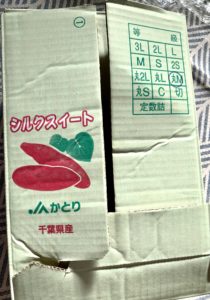 ㊀
シルクスイート
JAかとり
千葉県産
等級
3L 2L L
M S 2S
丸2L 丸L 丸M
丸S C 切
定数詰